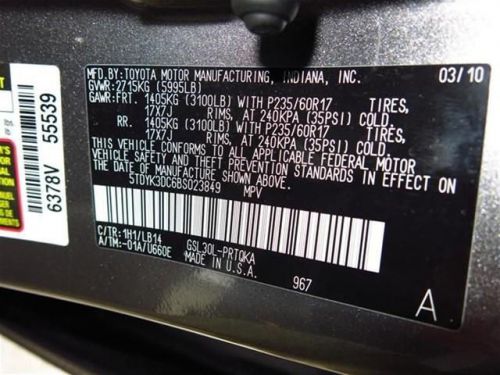 MFD.BY:TOYOTA MOTOR MANUFACTURING, INDIANA, INC. 03/10
GVWR:2715KG (5995LB)
GAWR:FRT. 1405KG (3100LB) WITH P235/60R17 TIRES,
17X7J RIMS, AT 240KPA (35PSI) COLD.
RR. 1405KG (3100LB) WITH P235/60R17 TIRES,
17X7J RIMS, AT 240KPA (35PSI) COLD.
THIS VEHICLE CONFORMS TO ALL APPLICABLE FEDERAL MOTOR
VEHICLE SAFETY AND THEFT PREVENTION STANDARDS
IN EFFECT ON THE DATE OF MANUFACTURE SHOWN ABOVE.
5TDYK3DC6BS023849 MPV
C/TR:1H1/LB14 GSL30L-PRTQKA
A/TM:-01A/U660E MADE IN U.S.A.
967
A
6378V 55539
lbs
lb